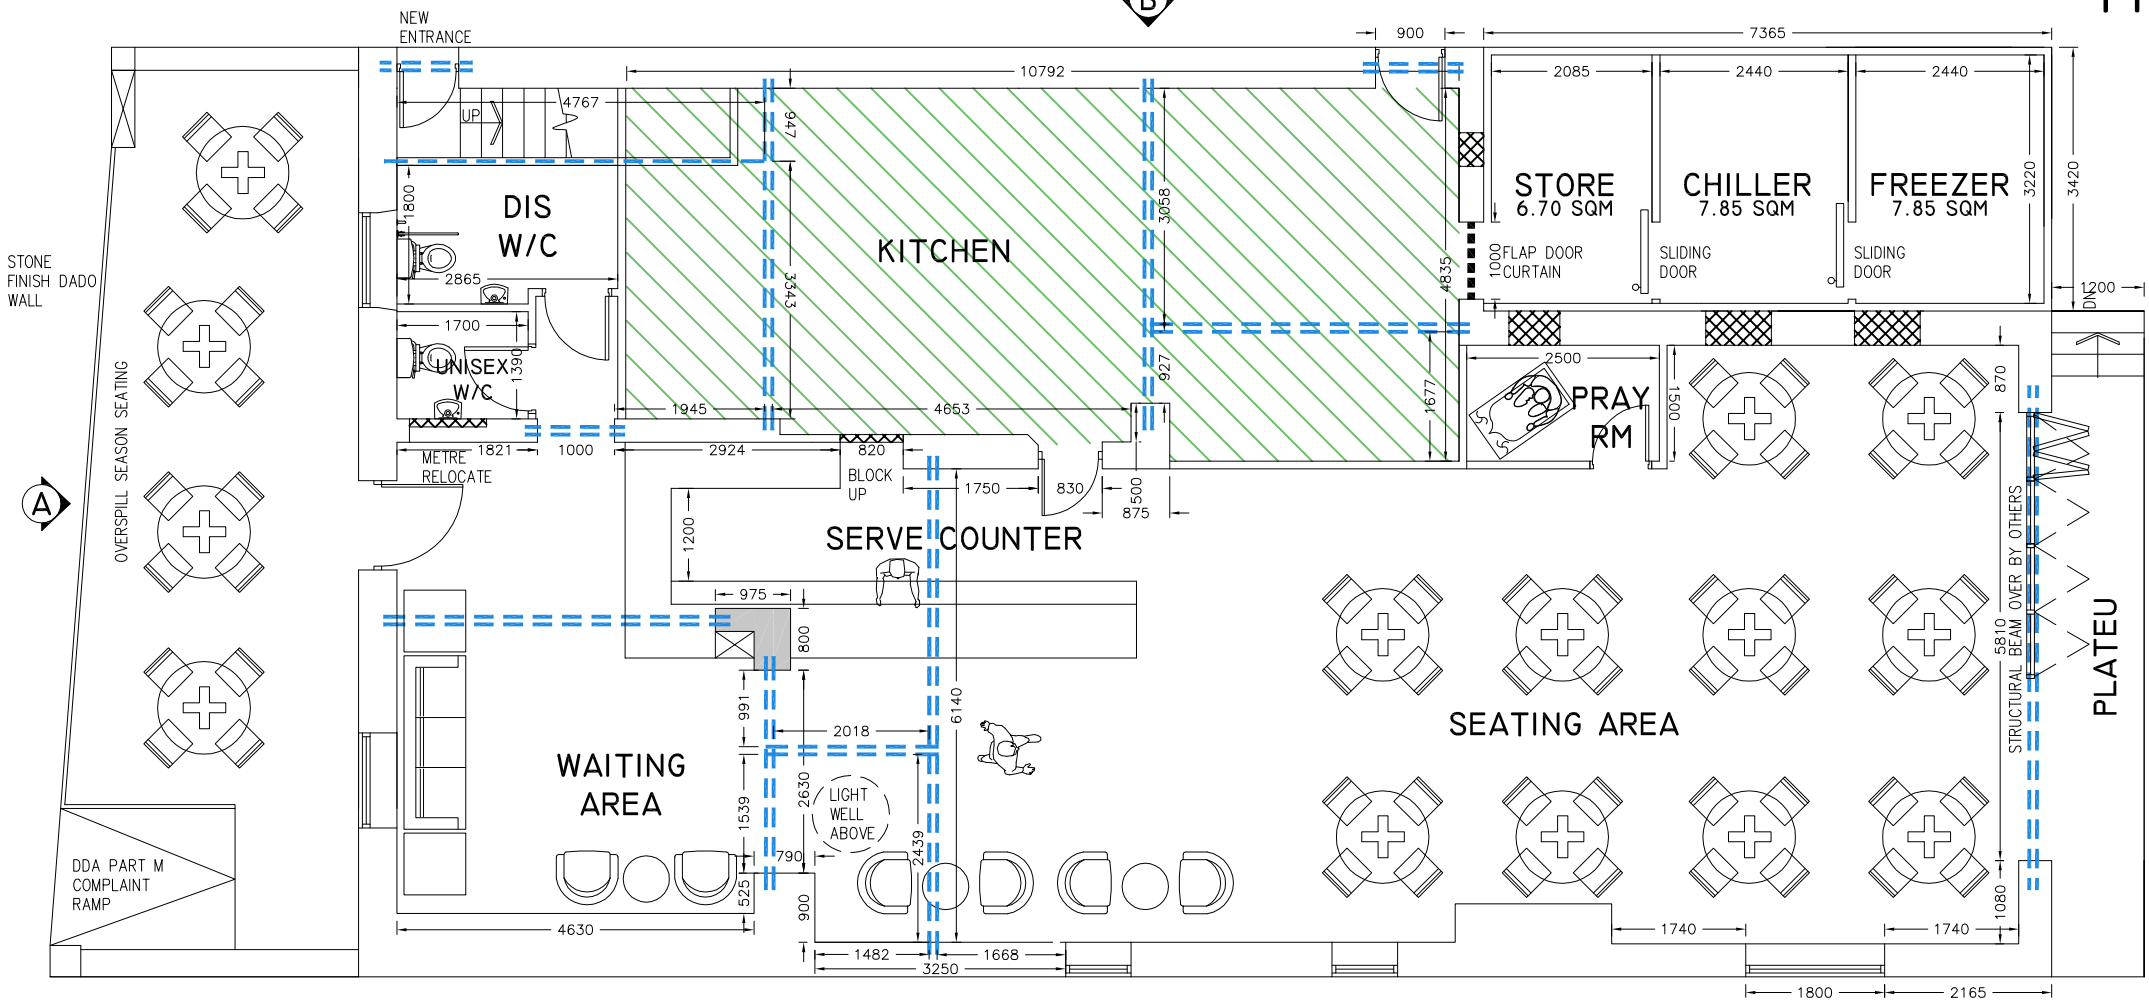 B
NEW
ENTRANCE
900
7365
10792
2085
2440
2440
4767
UP
947
STORE
6.70 SQM
CHILLER
7.85 SQM
FREEZER
7.85 SQM
3220
3420
1800
DIS
W/C
3058
KITCHEN
STONE
FINISH DADO
WALL
2865
3343
4835
1000
FLAP DOOR
CURTAIN
SLIDING
DOOR
SLIDING
DOOR
DN
1200
1700
1390
UNISEX
W/C
927
1677
2500
PRAY
RM
1500
870
OVERSPILL SEASON SEATING
1945
4653
1821
1000
2924
820
METRE
RELOCATE
BLOCK
UP
1750
830
500
875
A
1200
SERVE COUNTER
STRUCTURAL BEAM OVER BY OTHERS
5810
PLATEU
975
800
991
6140
2018
SEATING AREA
WAITING
AREA
2630
1539
LIGHT
WELL
ABOVE
2439
790
525
900
DDA PART M
COMPLAINT
RAMP
4630
1482
1668
3250
1740
1740
1080
1800
2165